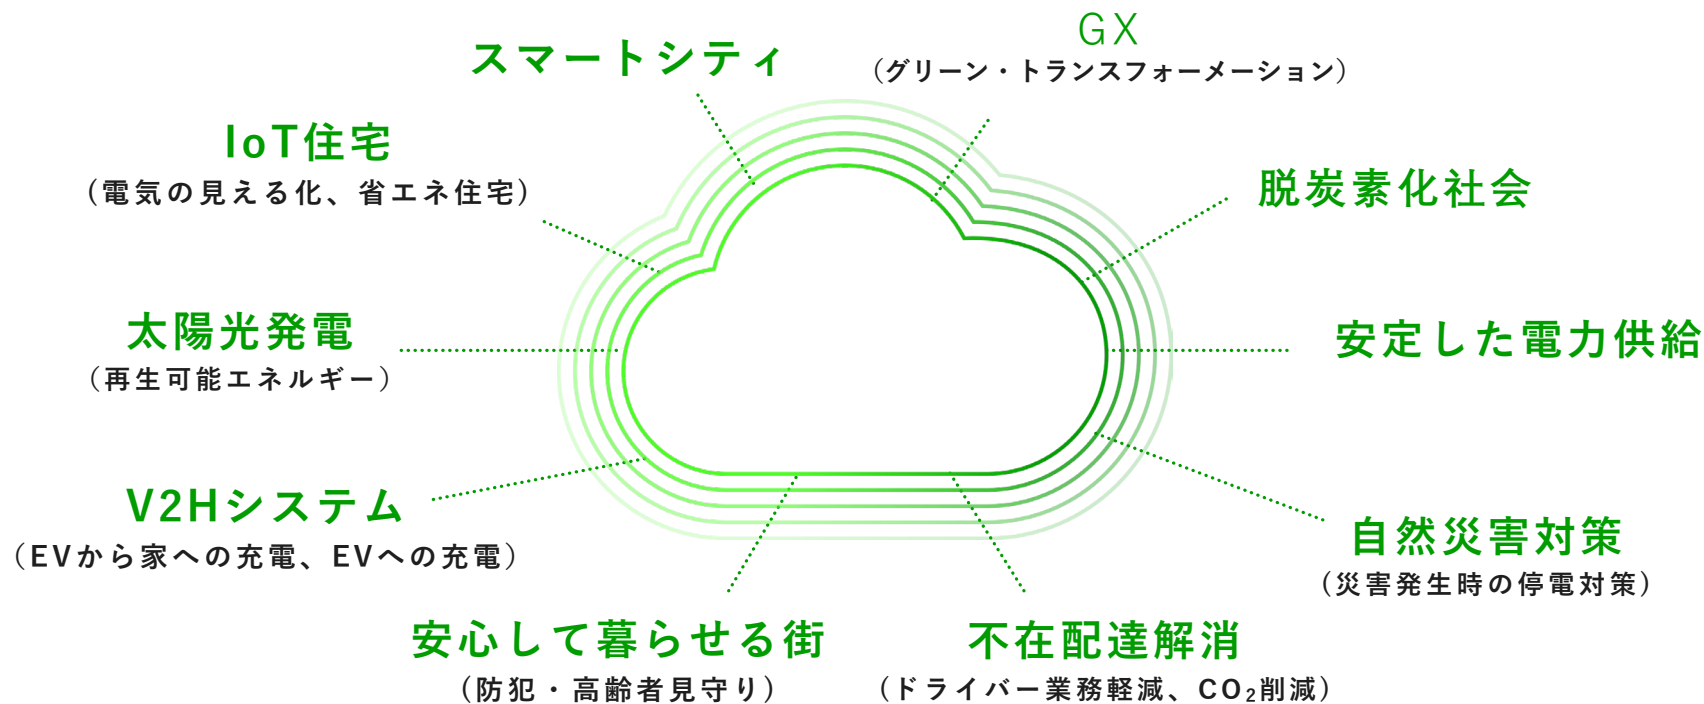 スマートシティ
GX
（グリーン・トランスフォーメーション）
IoT住宅
（電気の見える化、省エネ住宅）
脱炭素化社会
太陽光発電
（再生可能エネルギー）
安定した電力供給
V2Hシステム
（EVから家への充電、EVへの充電）
自然災害対策
（災害発生時の停電対策）
安心して暮らせる街
（防犯・高齢者見守り）
不在配達解消
（ドライバー業務軽減、CO₂削減）